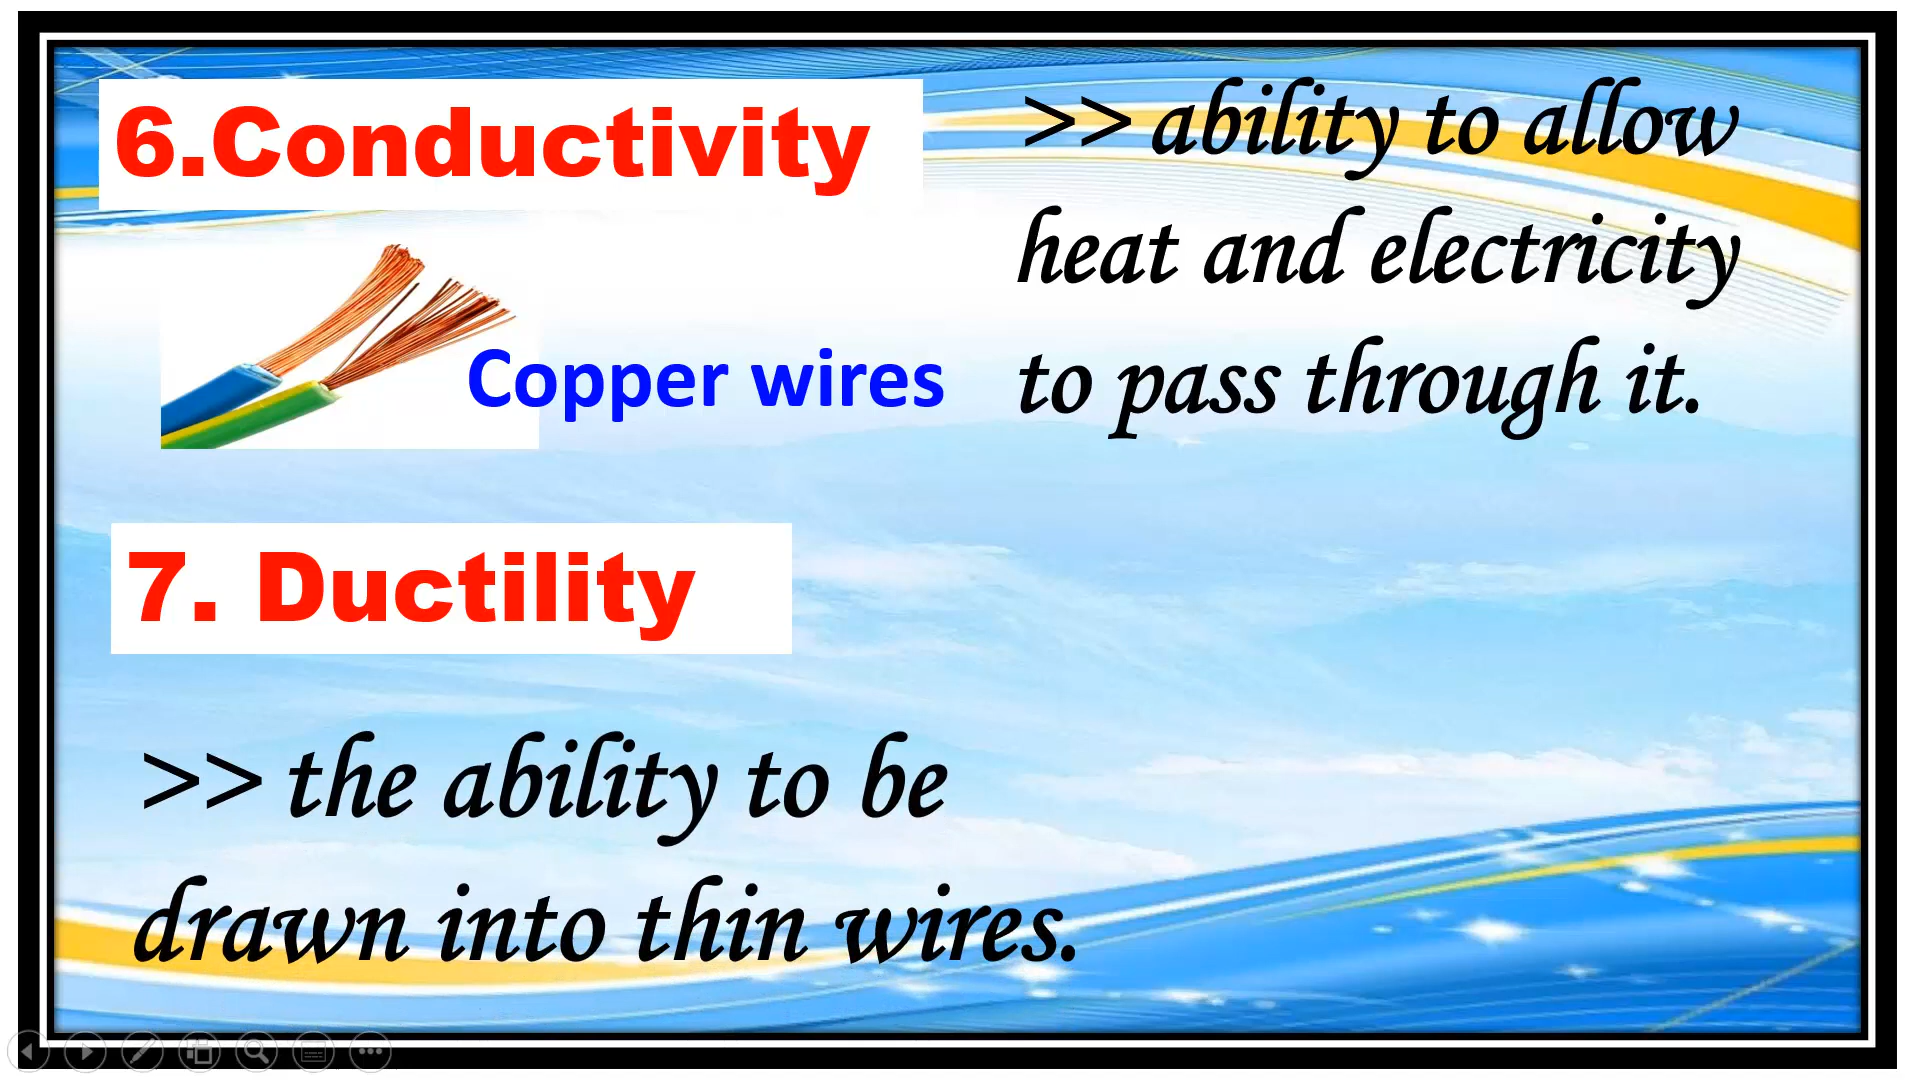 6.Conductivity
>> ability to allow
heat and electricity
to pass through it.
Copper wires
7. Ductility
>> the ability to be
drawn into thin wires.